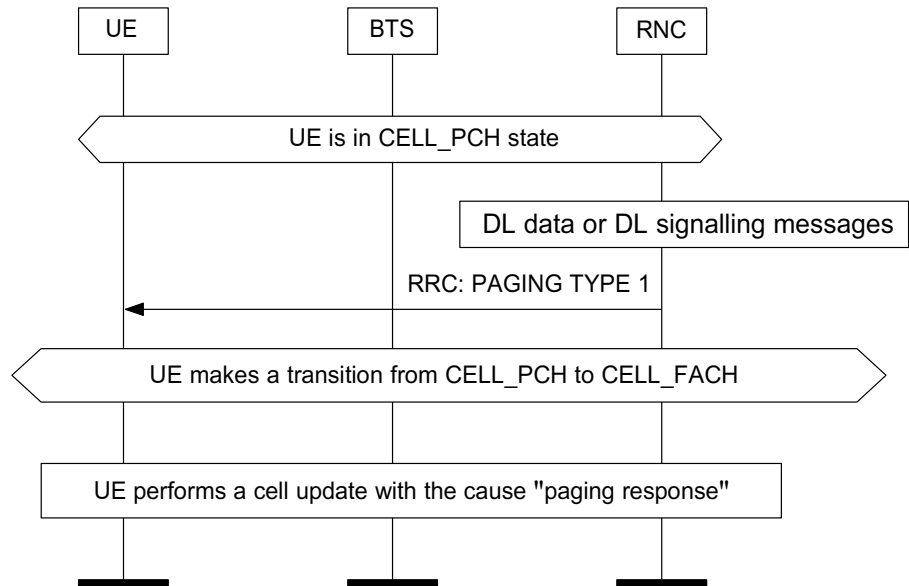 UE
BTS
RNC
UE is in CELL_PCH state
DL data or DL signalling messages
RRC: PAGING TYPE 1
UE makes a transition from CELL_PCH to CELL_FACH
UE performs a cell update with the cause "paging response"